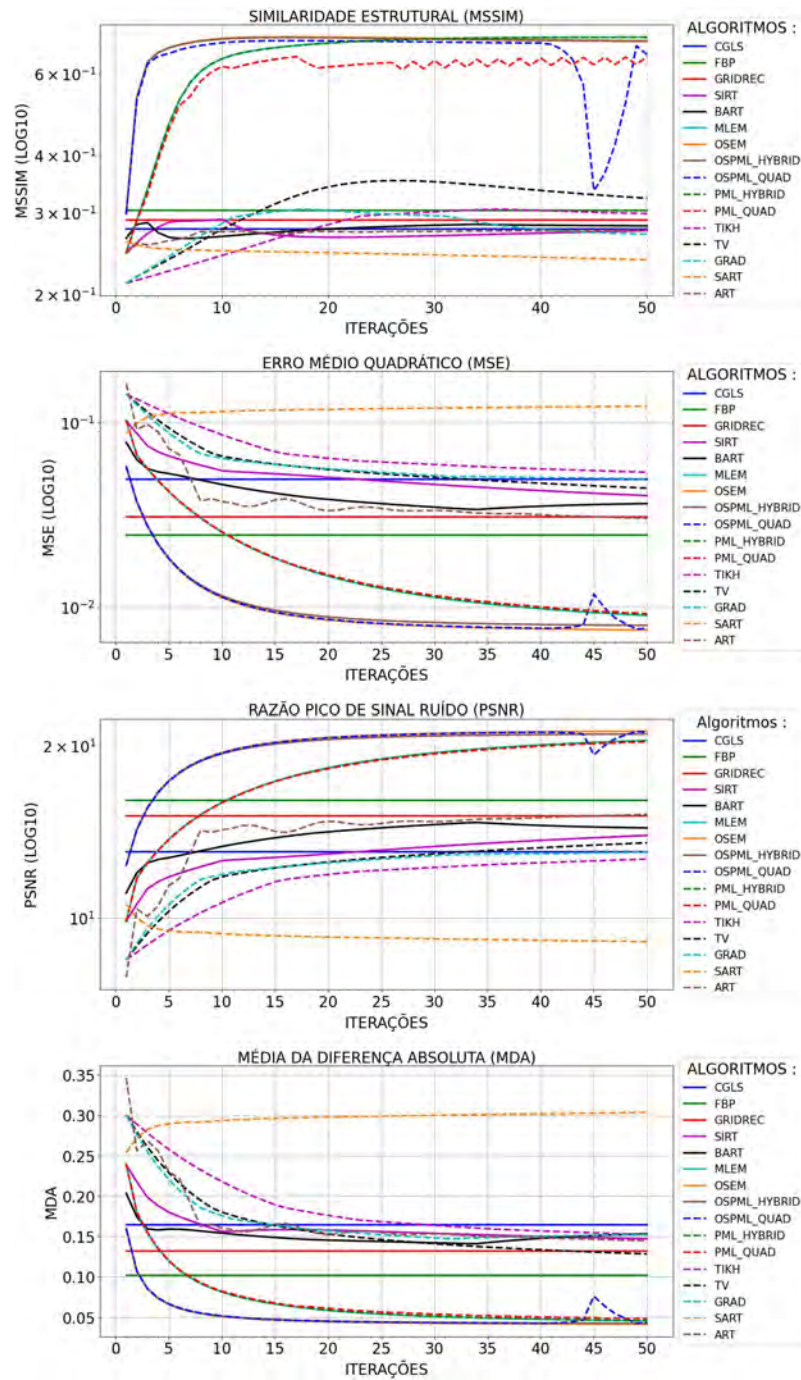 SIMILARIDADE ESTRUTURAL (MSSIM)
MSSIM (LOG10)
6 × 10⁻¹
4 × 10⁻¹
3 × 10⁻¹
2 × 10⁻¹
0 5 10 15 20 25 30 35 40 45 50
ITERAÇÕES
ALGORITMOS :
CGLS
FBP
GRIDREC
SIRT
BART
MLEM
OSEM
OSPML_HYBRID
OSPML_QUAD
PML_HYBRID
PML_QUAD
TIKH
TV
GRAD
SART
ART
ERRO MÉDIO QUADRÁTICO (MSE)
MSE (LOG10)
10⁻¹
10⁻²
0 5 10 15 20 25 30 35 40 45 50
ITERAÇÕES
ALGORITMOS :
CGLS
FBP
GRIDREC
SIRT
BART
MLEM
OSEM
OSPML_HYBRID
OSPML_QUAD
PML_HYBRID
PML_QUAD
TIKH
TV
GRAD
SART
ART
RAZÃO PICO DE SINAL RUÍDO (PSNR)
PSNR (LOG10)
2 × 10¹
10¹
0 5 10 15 20 25 30 35 40 45 50
ITERAÇÕES
Algoritmos :
CGLS
FBP
GRIDREC
SIRT
BART
MLEM
OSEM
OSPML_HYBRID
OSPML_QUAD
PML_HYBRID
PML_QUAD
TIKH
TV
GRAD
SART
ART
MÉDIA DA DIFERENÇA ABSOLUTA (MDA)
MDA
0.35
0.30
0.25
0.20
0.15
0.10
0.05
0 5 10 15 20 25 30 35 40 45 50
ITERAÇÕES
ALGORITMOS :
CGLS
FBP
GRIDREC
SIRT
BART
MLEM
OSEM
OSPML_HYBRID
OSPML_QUAD
PML_HYBRID
PML_QUAD
TIKH
TV
GRAD
SART
ART